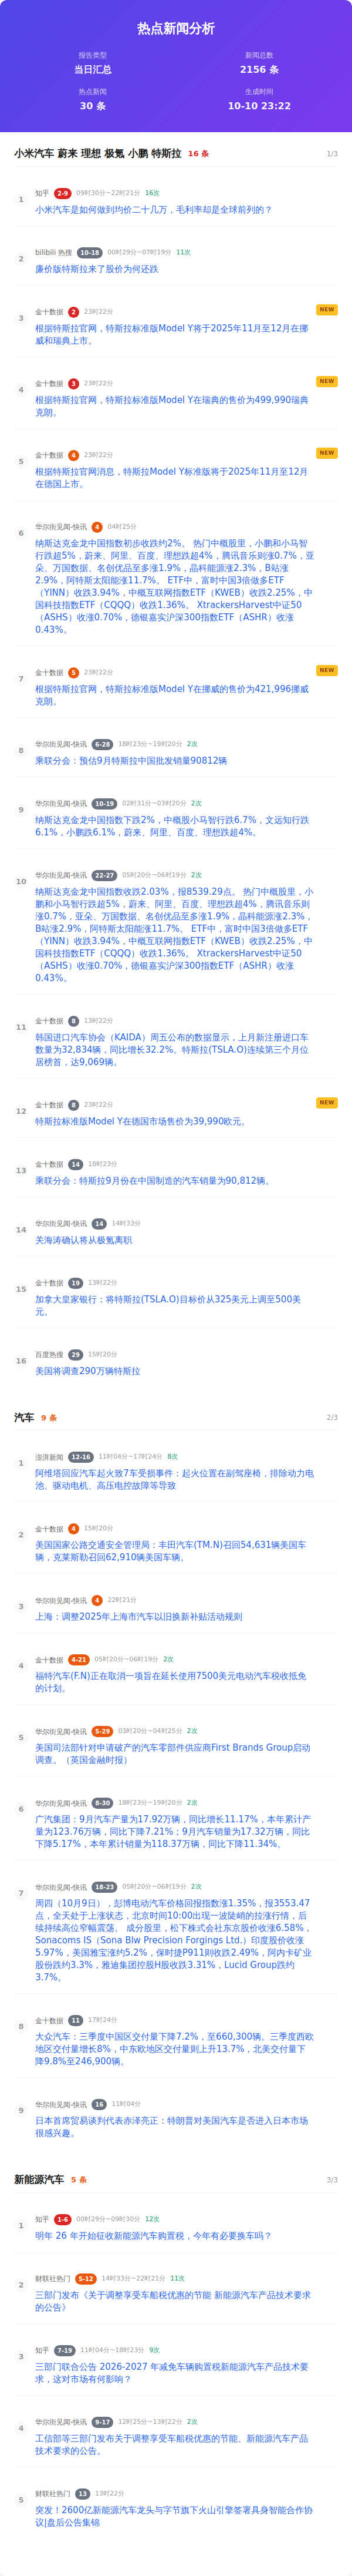 热点新闻分析
报告类型
当日汇总
新闻总数
2156 条
热点新闻
30 条
生成时间
10-10 23:22
小米汽车 蔚来 理想 极氪 小鹏 特斯拉 16 条 1/3
1
知乎 2-9 09时30分~22时21分 16次
小米汽车是如何做到均价二十几万，毛利率却是全球前列的？
2
bilibili 热搜 10-18 00时29分~07时19分 11次
廉价版特斯拉来了股价为何还跌
3
金十数据 2 23时22分 NEW
根据特斯拉官网，特斯拉标准版Model Y将于2025年11月至12月在挪
威和瑞典上市。
4
金十数据 3 23时22分 NEW
根据特斯拉官网，特斯拉标准版Model Y在瑞典的售价为499,990瑞典
克朗。
5
金十数据 4 23时22分 NEW
根据特斯拉官网消息，特斯拉Model Y标准版将于2025年11月至12月
在德国上市。
6
华尔街见闻-快讯 4 04时25分
纳斯达克金龙中国指数初步收跌约2%。 热门中概股里，小鹏和小马智
行跌超5%，蔚来、阿里、百度、理想跌超4%，腾讯音乐则涨0.7%，亚
朵、万国数据、名创优品至多涨1.9%，晶科能源涨2.3%，B站涨
2.9%，阿特斯太阳能涨11.7%。 ETF中，富时中国3倍做多ETF
（YINN）收跌3.94%，中概互联网指数ETF（KWEB）收跌2.25%，中
国科技指数ETF（CQQQ）收跌1.36%。 XtrackersHarvest中证50
（ASHS）收涨0.70%，德银嘉实沪深300指数ETF（ASHR）收涨
0.43%。
7
金十数据 5 23时22分 NEW
根据特斯拉官网，特斯拉标准版Model Y在挪威的售价为421,996挪威
克朗。
8
华尔街见闻-快讯 6-28 18时23分~19时20分 2次
乘联分会：预估9月特斯拉中国批发销量90812辆
9
华尔街见闻-快讯 10-19 02时31分~03时20分 2次
纳斯达克金龙中国指数下跌2%，中概股小马智行跌6.7%，文远知行跌
6.1%，小鹏跌6.1%，蔚来、阿里、百度、理想跌超4%。
10
华尔街见闻-快讯 22-27 05时20分~06时19分 2次
纳斯达克金龙中国指数收跌2.03%，报8539.29点。 热门中概股里，小
鹏和小马智行跌超5%，蔚来、阿里、百度、理想跌超4%，腾讯音乐则
涨0.7%，亚朵、万国数据、名创优品至多涨1.9%，晶科能源涨2.3%，
B站涨2.9%，阿特斯太阳能涨11.7%。 ETF中，富时中国3倍做多ETF
（YINN）收跌3.94%，中概互联网指数ETF（KWEB）收跌2.25%，中
国科技指数ETF（CQQQ）收跌1.36%。 XtrackersHarvest中证50
（ASHS）收涨0.70%，德银嘉实沪深300指数ETF（ASHR）收涨
0.43%。
11
金十数据 8 13时22分
韩国进口汽车协会（KAIDA）周五公布的数据显示，上月新注册进口车
数量为32,834辆，同比增长32.2%。特斯拉(TSLA.O)连续第三个月位
居榜首，达9,069辆。
12
金十数据 8 23时22分 NEW
特斯拉标准版Model Y在德国市场售价为39,990欧元。
13
金十数据 14 18时23分
乘联分会：特斯拉9月份在中国制造的汽车销量为90,812辆。
14
华尔街见闻-快讯 14 14时33分
关海涛确认将从极氪离职
15
金十数据 19 13时22分
加拿大皇家银行：将特斯拉(TSLA.O)目标价从325美元上调至500美
元。
16
百度热搜 29 15时20分
美国将调查290万辆特斯拉
汽车 9 条 2/3
1
澎湃新闻 12-16 11时04分~17时24分 8次
阿维塔回应汽车起火致7车受损事件：起火位置在副驾座椅，排除动力电
池、驱动电机、高压电控故障等导致
2
金十数据 4 15时20分
美国国家公路交通安全管理局：丰田汽车(TM.N)召回54,631辆美国车
辆，克莱斯勒召回62,910辆美国车辆。
3
华尔街见闻-快讯 4 22时21分
上海：调整2025年上海市汽车以旧换新补贴活动规则
4
金十数据 4-21 05时20分~06时19分 2次
福特汽车(F.N)正在取消一项旨在延长使用7500美元电动汽车税收抵免
的计划。
5
华尔街见闻-快讯 5-29 03时20分~04时25分 2次
美国司法部针对申请破产的汽车零部件供应商First Brands Group启动
调查。（英国金融时报）
6
华尔街见闻-快讯 8-30 18时23分~19时20分 2次
广汽集团：9月汽车产量为17.92万辆，同比增长11.17%，本年累计产
量为123.76万辆，同比下降7.21%；9月汽车销量为17.32万辆，同比
下降5.17%，本年累计销量为118.37万辆，同比下降11.34%。
7
华尔街见闻-快讯 18-23 05时20分~06时19分 2次
周四（10月9日），彭博电动汽车价格回报指数涨1.35%，报3553.47
点，全天处于上涨状态，北京时间10:00出现一波陡峭的拉涨行情，后
续持续高位窄幅震荡。 成分股里，松下株式会社东京股价收涨6.58%，
Sonacoms IS（Sona Blw Precision Forgings Ltd.）印度股价收涨
5.97%，美国雅宝涨约5.2%，保时捷P911则收跌2.49%，阿内卡矿业
股份跌约3.3%，雅迪集团控股H股收跌3.31%，Lucid Group跌约
3.7%。
8
金十数据 11 17时24分
大众汽车：三季度中国区交付量下降7.2%，至660,300辆。三季度西欧
地区交付量增长8%，中东欧地区交付量则上升13.7%，北美交付量下
降9.8%至246,900辆。
9
华尔街见闻-快讯 16 11时04分
日本首席贸易谈判代表赤泽亮正：特朗普对美国汽车是否进入日本市场
很感兴趣。
新能源汽车 5 条 3/3
1
知乎 1-6 00时29分~09时30分 12次
明年 26 年开始征收新能源汽车购置税，今年有必要换车吗？
2
财联社热门 5-12 14时33分~22时21分 11次
三部门发布《关于调整享受车船税优惠的节能 新能源汽车产品技术要求
的公告》
3
知乎 7-19 11时04分~18时23分 9次
三部门联合公告 2026-2027 年减免车辆购置税新能源汽车产品技术要
求，这对市场有何影响？
4
华尔街见闻-快讯 9-17 12时25分~13时22分 2次
工信部等三部门发布关于调整享受车船税优惠的节能、新能源汽车产品
技术要求的公告。
5
财联社热门 13 13时22分
突发！2600亿新能源汽车龙头与字节旗下火山引擎签署具身智能合作协
议|盘后公告集锦